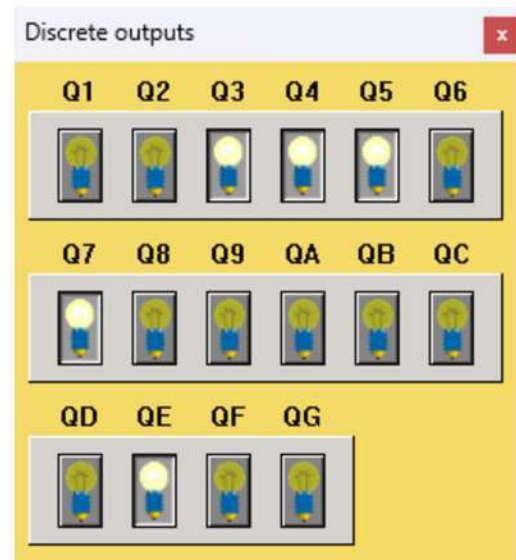 Discrete outputs x
Q1 Q2 Q3 Q4 Q5 Q6
Q7 Q8 Q9 QA QB QC
QD QE QF QG